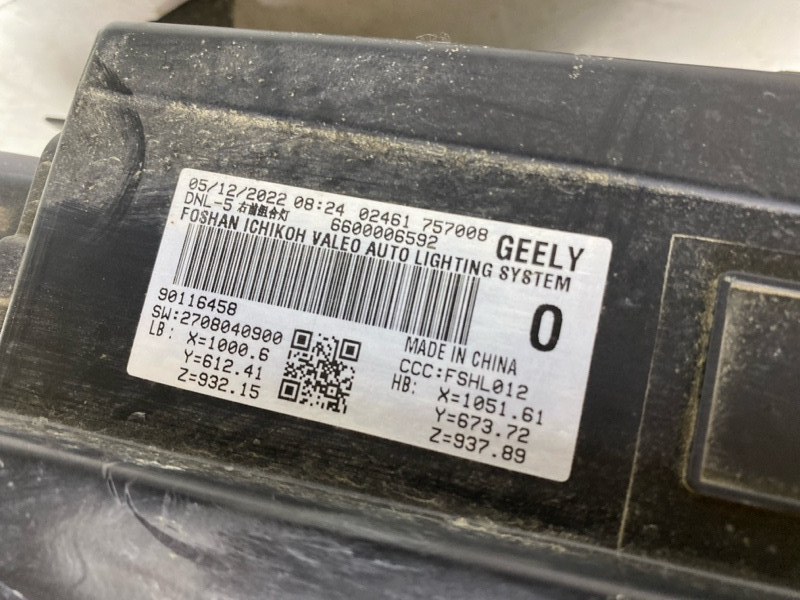 05/12/2022 08:24 02461 757008
DNL-5 右前组合灯 6600006592
GEELY
FOSHAN ICHIKOH VALEO AUTO LIGHTING SYSTEM
0
90116458
SW:2708040900
LB: X=1000.6
Y=612.41
Z=932.15
MADE IN CHINA
CCC:FSHL012
HB: X=1051.61
Y=673.72
Z=937.89